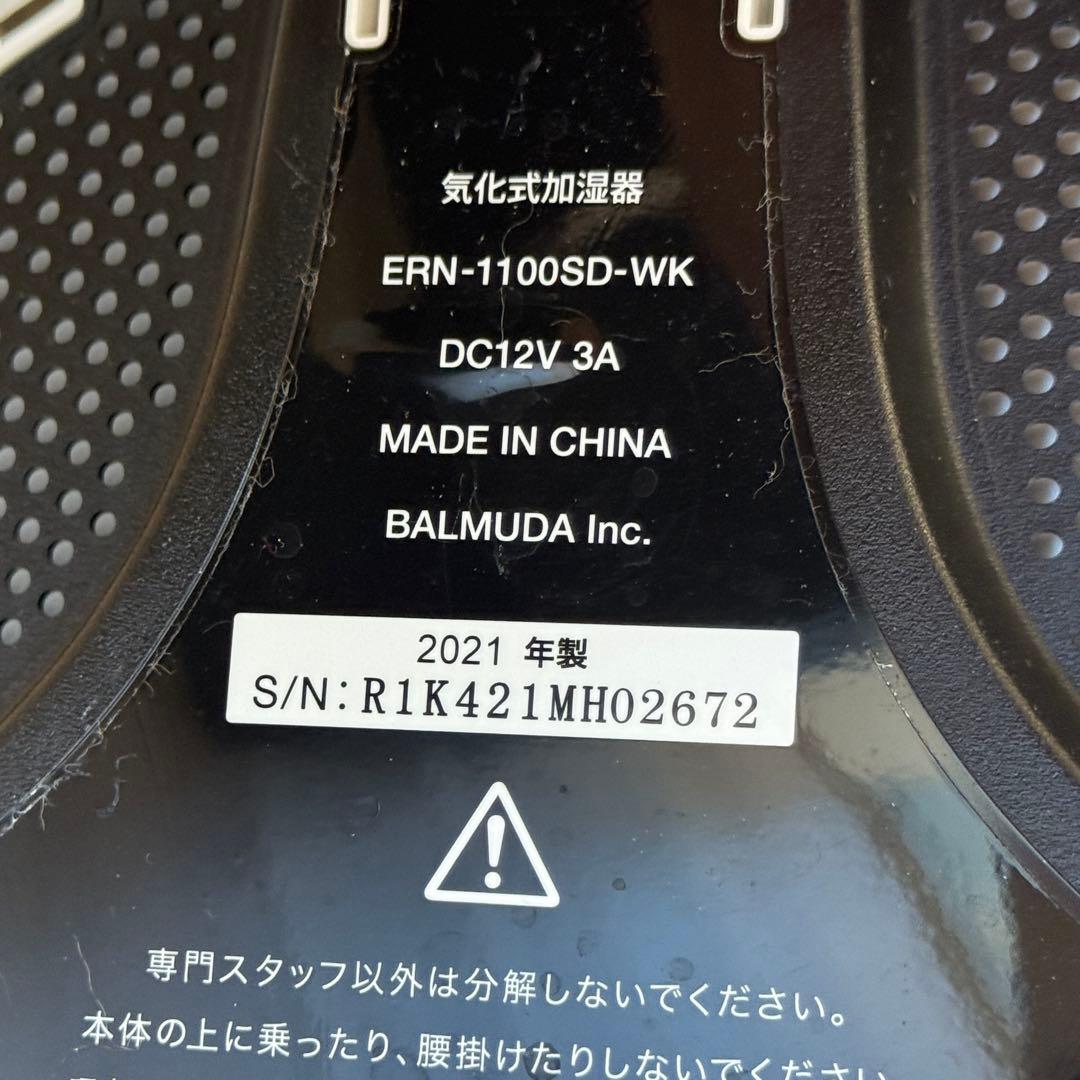 気化式加湿器
ERN-1100SD-WK
DC12V 3A
MADE IN CHINA
BALMUDA Inc.
2021 年製
S/N: R1K421MH02672
専門スタッフ以外は分解しないでください。
本体の上に乗ったり、腰掛けたりしないでください